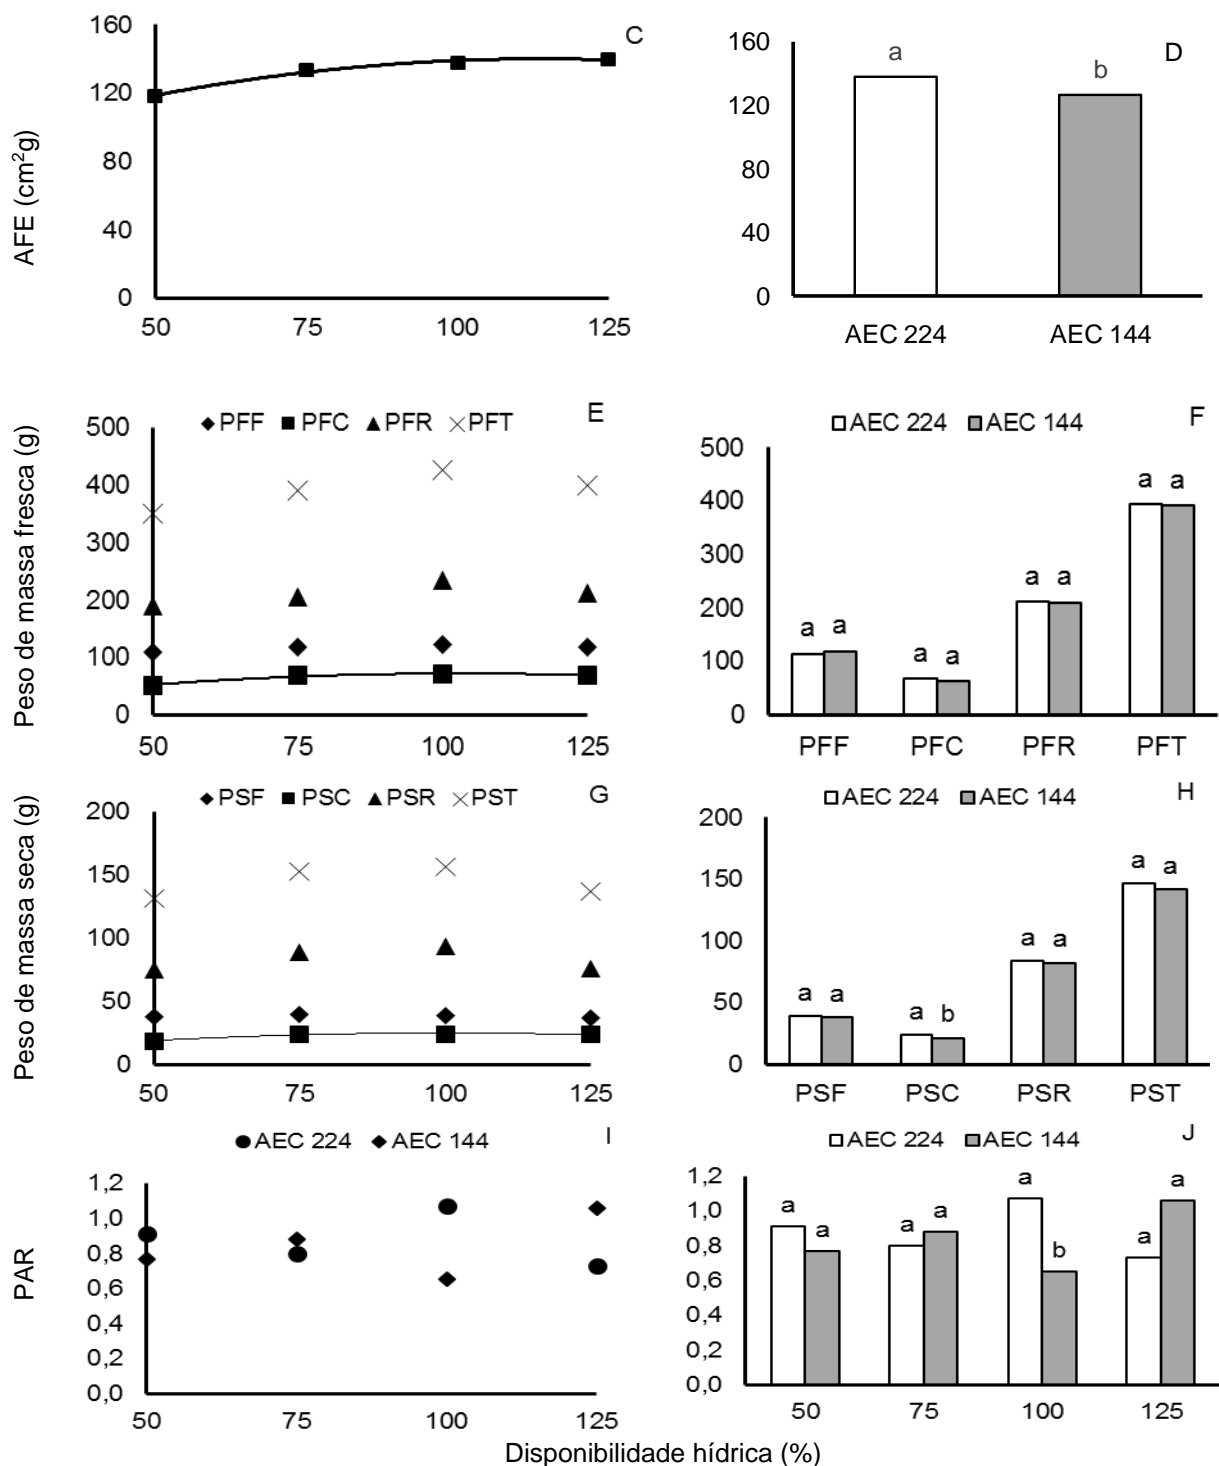 C
AFE (cm²g)
160
120
80
40
0
50 75 100 125
D
160
120
80
40
0
a b
AEC 224 AEC 144
E
PFF PFC PFR PFT
Peso de massa fresca (g)
500
400
300
200
100
0
50 75 100 125
F
AEC 224 AEC 144
500
400
300
200
100
0
a a a a a a a a
PFF PFC PFR PFT
G
PSF PSC PSR PST
Peso de massa seca (g)
200
150
100
50
0
50 75 100 125
H
AEC 224 AEC 144
200
150
100
50
0
a a a b a a a a
PSF PSC PSR PST
I
AEC 224 AEC 144
PAR
1,2
1,0
0,8
0,6
0,4
0,2
0,0
50 75 100 125
J
AEC 224 AEC 144
1,2
1,0
0,8
0,6
0,4
0,2
0,0
a a a a a b a a
50 75 100 125
Disponibilidade hídrica (%)